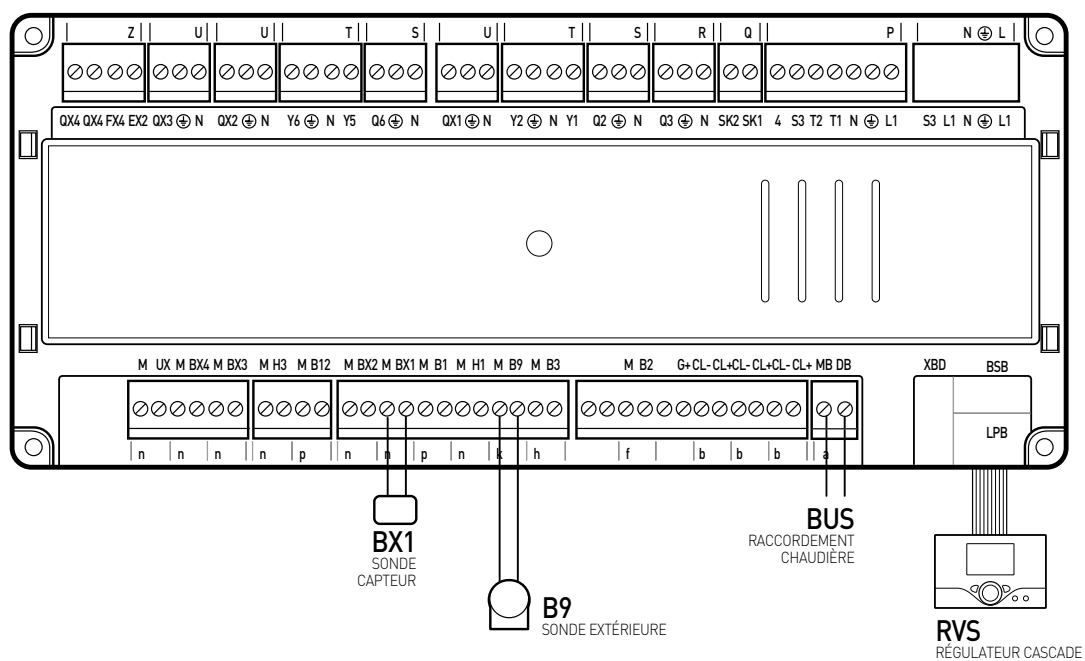 Z U U T S U T S R Q P N ⏚ L
QX4 QX4 FX4 EX2 QX3 ⏚ N QX2 ⏚ N Y6 ⏚ N Y5 Q6 ⏚ N QX1 ⏚ N Y2 ⏚ N Y1 Q2 ⏚ N Q3 ⏚ N SK2 SK1 4 S3 T2 T1 N ⏚ L1 S3 L1 N ⏚ L1
M UX M BX4 M BX3 M H3 M B12 M BX2 M BX1 M B1 M H1 M B9 M B3 M B2 G+ CL- CL+ CL- CL+ CL- CL+ MB DB XBD BSB
LPB
n n n n p n n p n k h f b b b a
BX1
SONDE
CAPTEUR
B9
SONDE EXTÉRIEURE
BUS
RACCORDEMENT
CHAUDIÈRE
RVS
RÉGULATEUR CASCADE